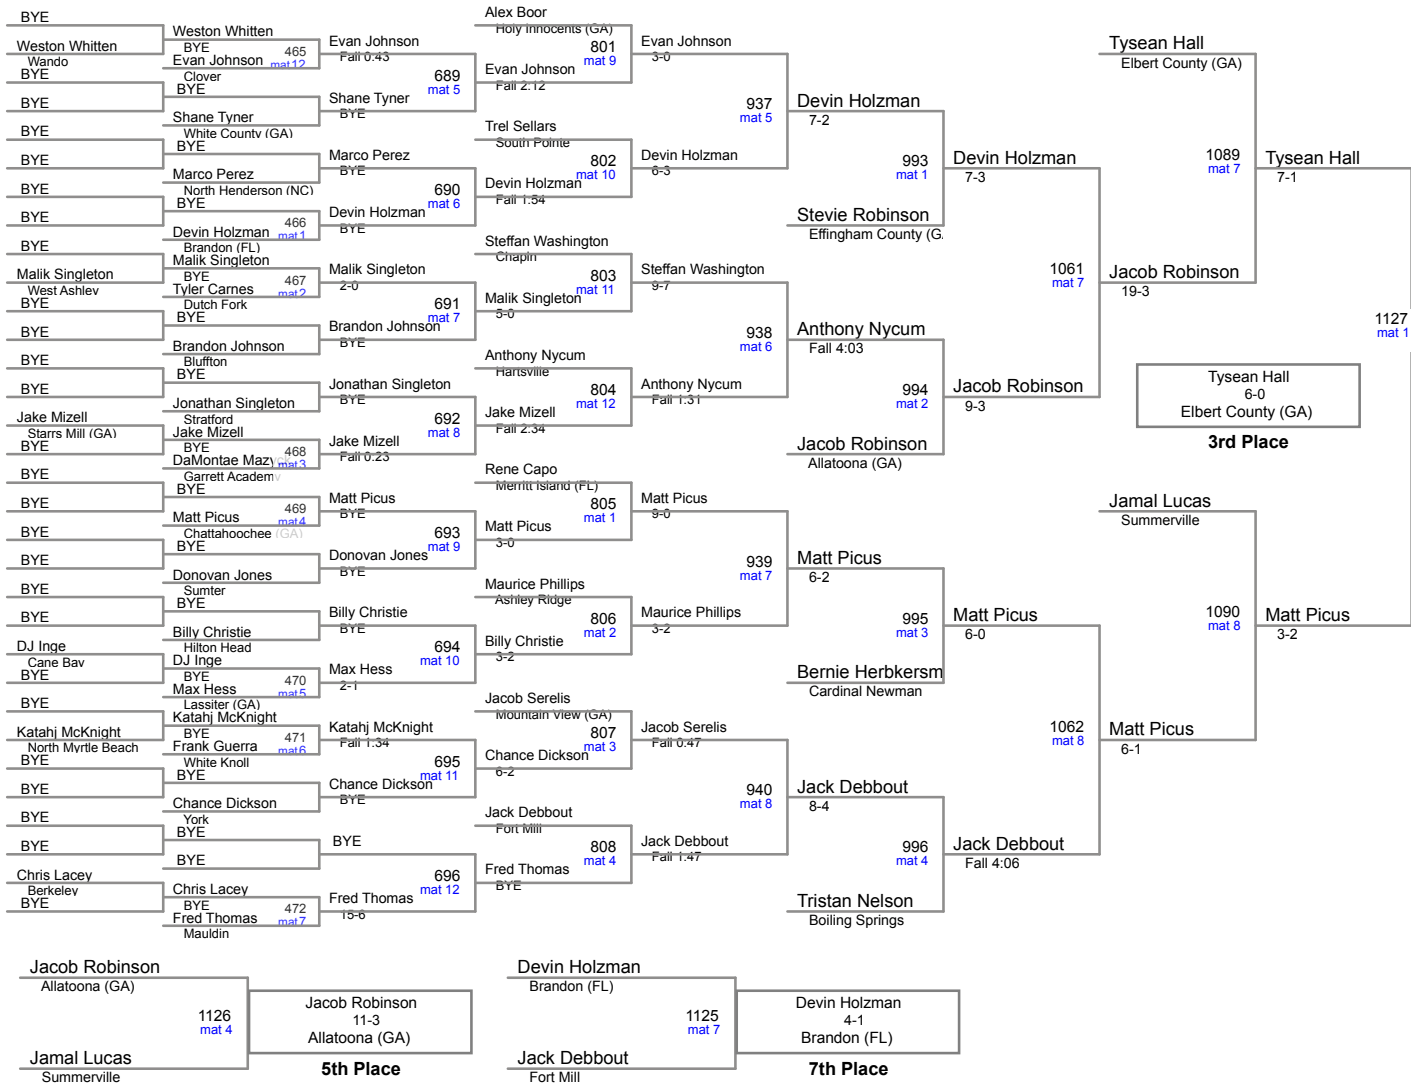 BYE
Weston Whitten
Wando
BYE
BYE
BYE
BYE
BYE
BYE
BYE
Malik Singleton
West Ashley
BYE
BYE
BYE
BYE
Jake Mizell
Starrs Mill (GA)
BYE
BYE
BYE
BYE
BYE
BYE
BYE
DJ Inge
Cane Bay
BYE
BYE
Katahj McKnight
North Myrtle Beach
BYE
BYE
BYE
BYE
Chris Lacey
Berkeley
BYE
Weston Whitten
BYE
465
mat 12
Evan Johnson
Clover
BYE
Shane Tyner
White County (GA)
BYE
Marco Perez
North Henderson (NC)
BYE
466
mat 1
Devin Holzman
Brandon (FL)
Malik Singleton
BYE
467
mat 2
Tyler Carnes
Dutch Fork
BYE
Brandon Johnson
Bluffton
BYE
Jonathan Singleton
Stratford
Jake Mizell
BYE
468
mat 3
DaMontae Mazyck
Garrett Academy
BYE
469
mat 4
Matt Picus
Chattahoochee (GA)
BYE
Donovan Jones
Sumter
BYE
Billy Christie
Hilton Head
DJ Inge
BYE
470
mat 5
Max Hess
Lassiter (GA)
Katahj McKnight
BYE
471
mat 6
Frank Guerra
White Knoll
BYE
Chance Dickson
York
BYE
BYE
Chris Lacey
BYE
472
mat 7
Fred Thomas
Mauldin
Evan Johnson
Fall 0:43
689
mat 5
Shane Tyner
BYE
Marco Perez
BYE
690
mat 6
Devin Holzman
BYE
Malik Singleton
2-0
691
mat 7
Brandon Johnson
BYE
Jonathan Singleton
BYE
692
mat 8
Jake Mizell
Fall 0:23
Matt Picus
BYE
693
mat 9
Donovan Jones
BYE
Billy Christie
BYE
694
mat 10
Max Hess
2-1
Katahj McKnight
Fall 1:34
695
mat 11
Chance Dickson
BYE
BYE
696
mat 12
Fred Thomas
15-6
Alex Boor
Holy Innocents (GA)
801
mat 9
Evan Johnson
Fall 2:12
Trel Sellars
South Pointe
802
mat 10
Devin Holzman
Fall 1:54
Steffan Washington
Chapin
803
mat 11
Malik Singleton
5-0
Anthony Nycum
Hartsville
804
mat 12
Jake Mizell
Fall 2:34
Rene Capo
Merritt Island (FL)
805
mat 1
Matt Picus
3-0
Maurice Phillips
Ashley Ridge
806
mat 2
Billy Christie
3-2
Jacob Serelis
Mountain View (GA)
807
mat 3
Chance Dickson
6-2
Jack Debbout
Fort Mill
808
mat 4
Fred Thomas
BYE
Evan Johnson
3-0
937
mat 5
Devin Holzman
6-3
Steffan Washington
9-7
938
mat 6
Anthony Nycum
Fall 1:31
Matt Picus
9-0
939
mat 7
Maurice Phillips
3-2
Jacob Serelis
Fall 0:47
940
mat 8
Jack Debbout
Fall 1:47
Devin Holzman
7-2
993
mat 1
Stevie Robinson
Effingham County (G
Anthony Nycum
Fall 4:03
994
mat 2
Jacob Robinson
Allatoona (GA)
Matt Picus
6-2
995
mat 3
Bernie Herbkersm
Cardinal Newman
Jack Debbout
8-4
996
mat 4
Tristan Nelson
Boiling Springs
Devin Holzman
7-3
1061
mat 7
Jacob Robinson
9-3
Matt Picus
6-0
1062
mat 8
Jack Debbout
Fall 4:06
Tysean Hall
Elbert County (GA)
1089
mat 7
Jacob Robinson
19-3
Jamal Lucas
Summerville
1090
mat 8
Matt Picus
6-1
Tysean Hall
7-1
1127
mat 1
Matt Picus
3-2
Tysean Hall
6-0
Elbert County (GA)
3rd Place
Jacob Robinson
Allatoona (GA)
1126
mat 4
Jamal Lucas
Summerville
Jacob Robinson
11-3
Allatoona (GA)
5th Place
Devin Holzman
Brandon (FL)
1125
mat 7
Jack Debbout
Fort Mill
Devin Holzman
4-1
Brandon (FL)
7th Place